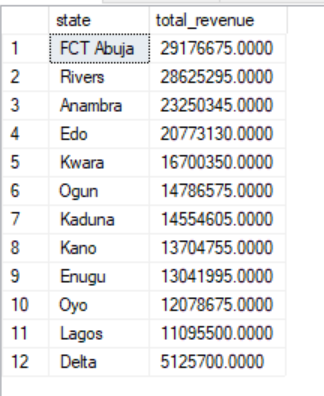 state total_revenue
1 FCT Abuja 29176675.0000
2 Rivers 28625295.0000
3 Anambra 23250345.0000
4 Edo 20773130.0000
5 Kwara 16700350.0000
6 Ogun 14786575.0000
7 Kaduna 14554605.0000
8 Kano 13704755.0000
9 Enugu 13041995.0000
10 Oyo 12078675.0000
11 Lagos 11095500.0000
12 Delta 5125700.0000